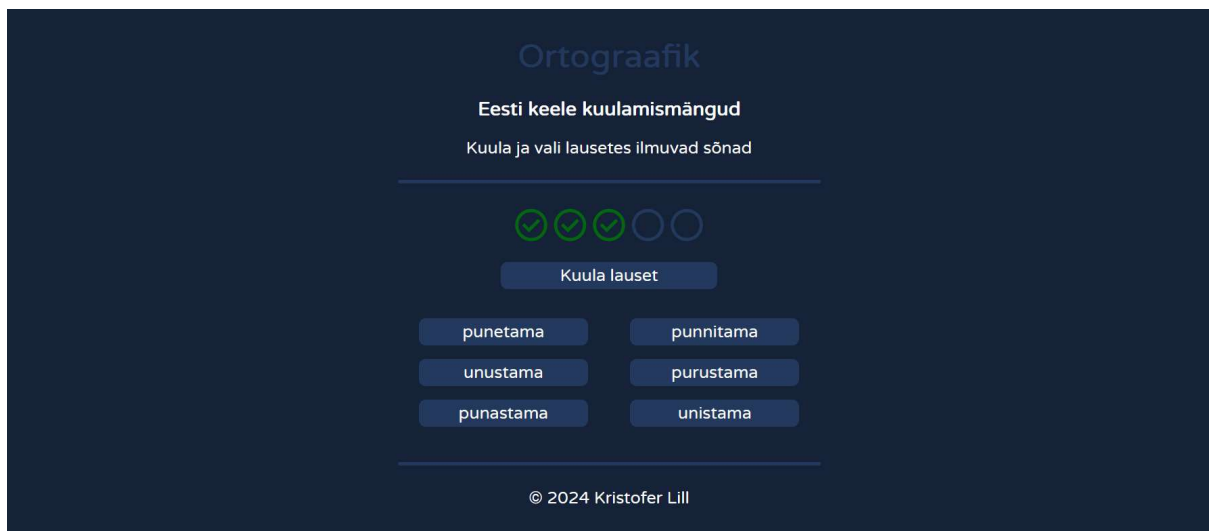 Ortograafik
Eesti keele kuulamismängud
Kuula ja vali lausetes ilmuvad sõnad
Kuula lauset
punetama punnitama
unustama purustama
punastama unistama
© 2024 Kristofer Lill